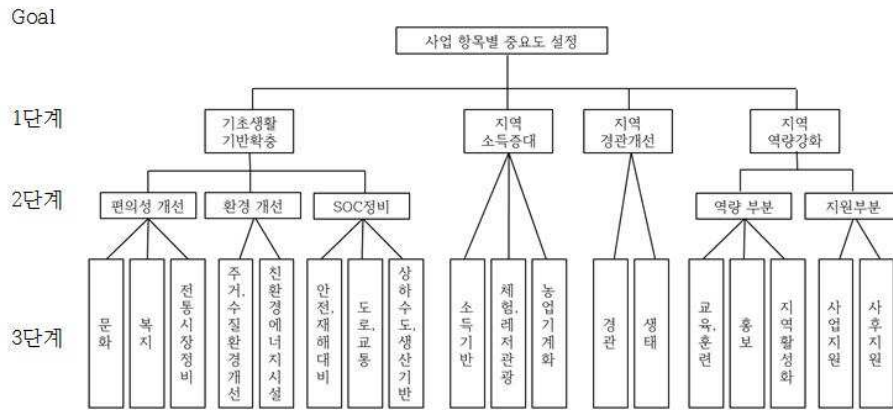 Goal
사업 항목별 중요도 설정
1단계
기초생활
기반확충
지역
소득증대
지역
경관개선
지역
역량강화
2단계
편의성 개선
환경 개선
SOC정비
역량 부분
지원부분
3단계
문화
복지
전통시장정비
주거,수질환경개선
친환경에너지시설
안전,재해대비
도로,교통
상하수도,생산기반
소득기반
체험,레저관광
농업기계화
경관
생태
교육,훈련
홍보
지역활성화
사업지원
사후지원